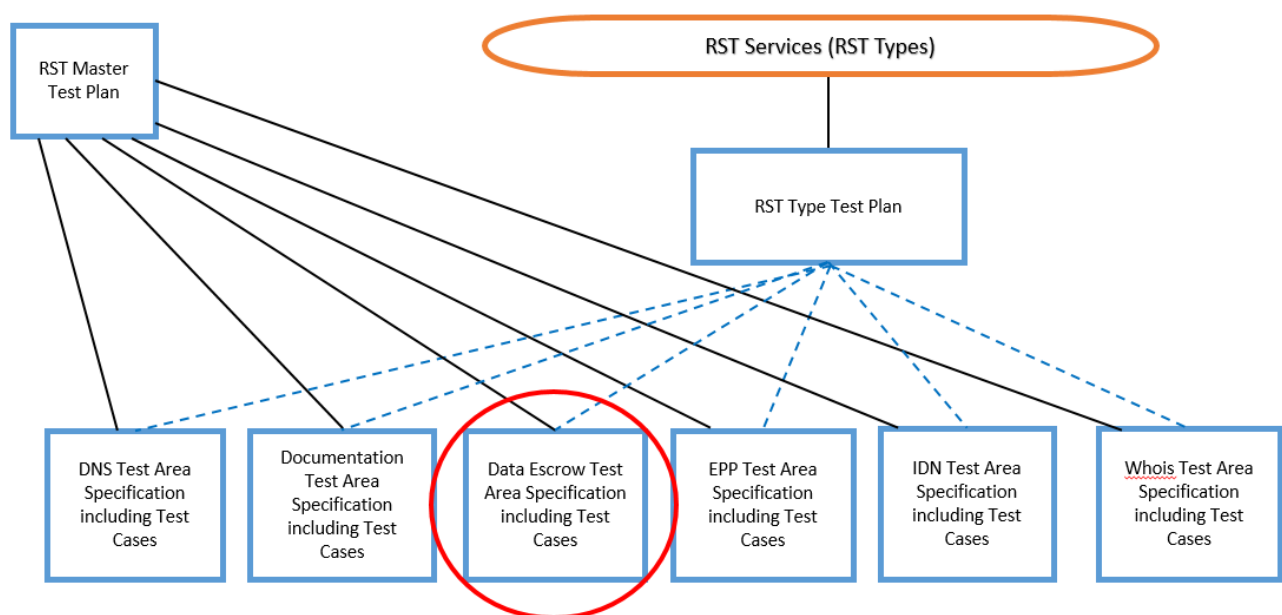 RST Services (RST Types)
RST Master
Test Plan
RST Type Test Plan
DNS Test Area
Specification
including Test
Cases
Documentation
Test Area
Specification
including Test
Cases
Data Escrow Test
Area Specification
including Test
Cases
EPP Test Area
Specification
including Test
Cases
IDN Test Area
Specification
including Test
Cases
Whois Test Area
Specification
including Test
Cases